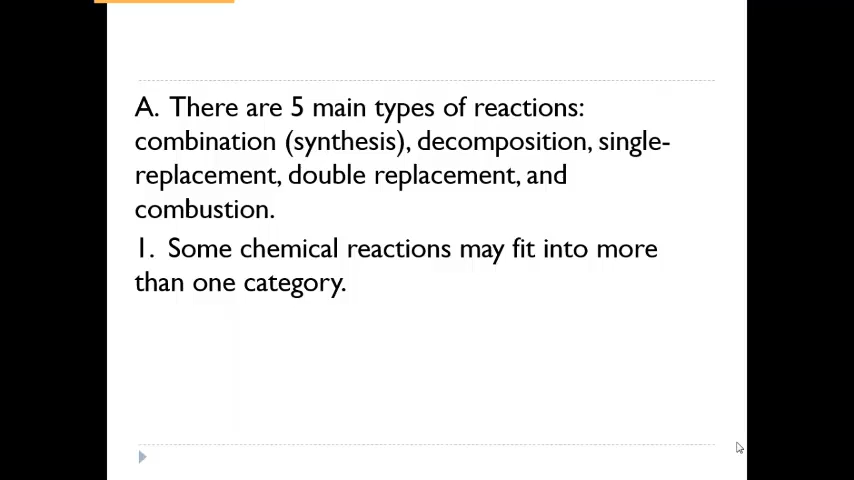 A. There are 5 main types of reactions:
combination (synthesis), decomposition, single-
replacement, double replacement, and
combustion.
1. Some chemical reactions may fit into more
than one category.